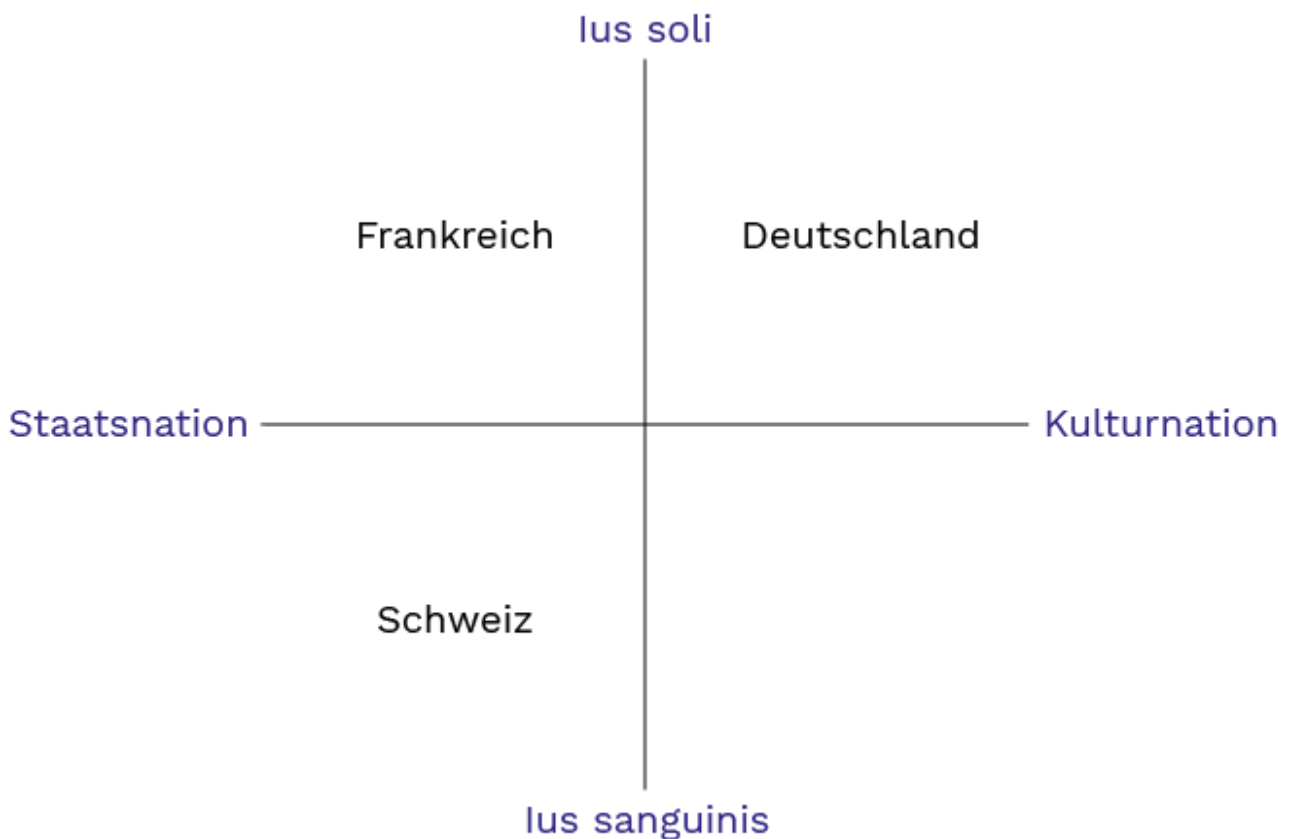 Ius soli
Frankreich
Deutschland
Staatsnation
Kulturnation
Schweiz
Ius sanguinis